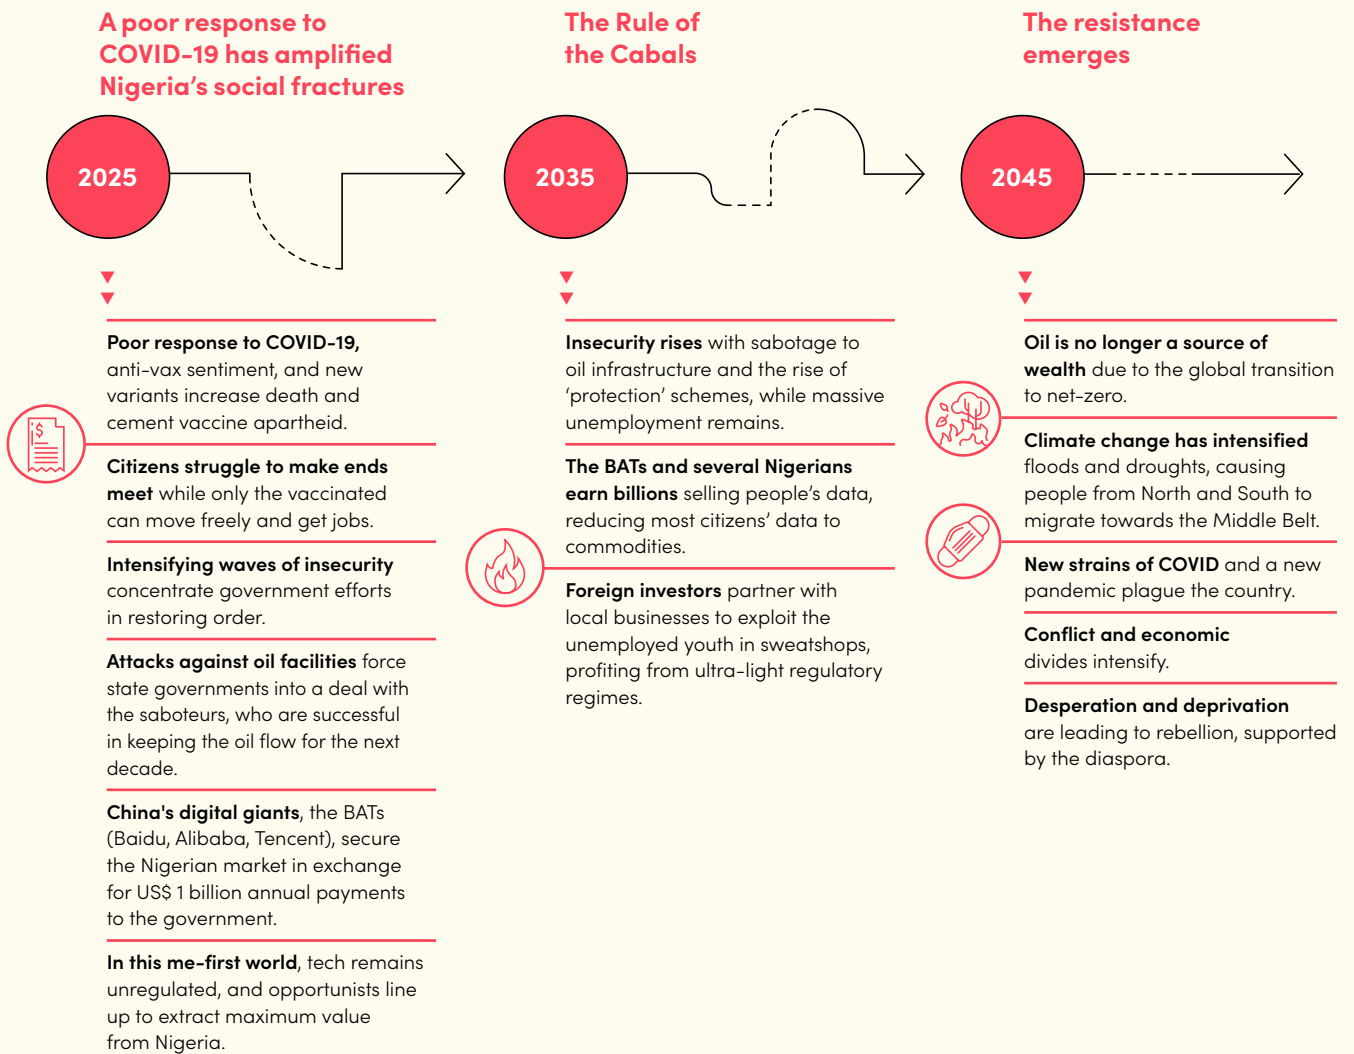 A poor response to
COVID-19 has amplified
Nigeria's social fractures
2025
Poor response to COVID-19,
anti-vax sentiment, and new
variants increase death and
cement vaccine apartheid.
$
Citizens struggle to make ends
meet while only the vaccinated
can move freely and get jobs.
Intensifying waves of insecurity
concentrate government efforts
in restoring order.
Attacks against oil facilities force
state governments into a deal with
the saboteurs, who are successful
in keeping the oil flow for the next
decade.
China's digital giants, the BATs
(Baidu, Alibaba, Tencent), secure
the Nigerian market in exchange
for US$ 1 billion annual payments
to the government.
In this me-first world, tech remains
unregulated, and opportunists line
up to extract maximum value
from Nigeria.
The Rule of
the Cabals
2035
Insecurity rises with sabotage to
oil infrastructure and the rise of
‘protection’ schemes, while massive
unemployment remains.
The BATs and several Nigerians
earn billions selling people's data,
reducing most citizens' data to
commodities.
Foreign investors partner with
local businesses to exploit the
unemployed youth in sweatshops,
profiting from ultra-light regulatory
regimes.
The resistance
emerges
2045
Oil is no longer a source of
wealth due to the global transition
to net-zero.
Climate change has intensified
floods and droughts, causing
people from North and South to
migrate towards the Middle Belt.
New strains of COVID and a new
pandemic plague the country.
Conflict and economic
divides intensify.
Desperation and deprivation
are leading to rebellion, supported
by the diaspora.